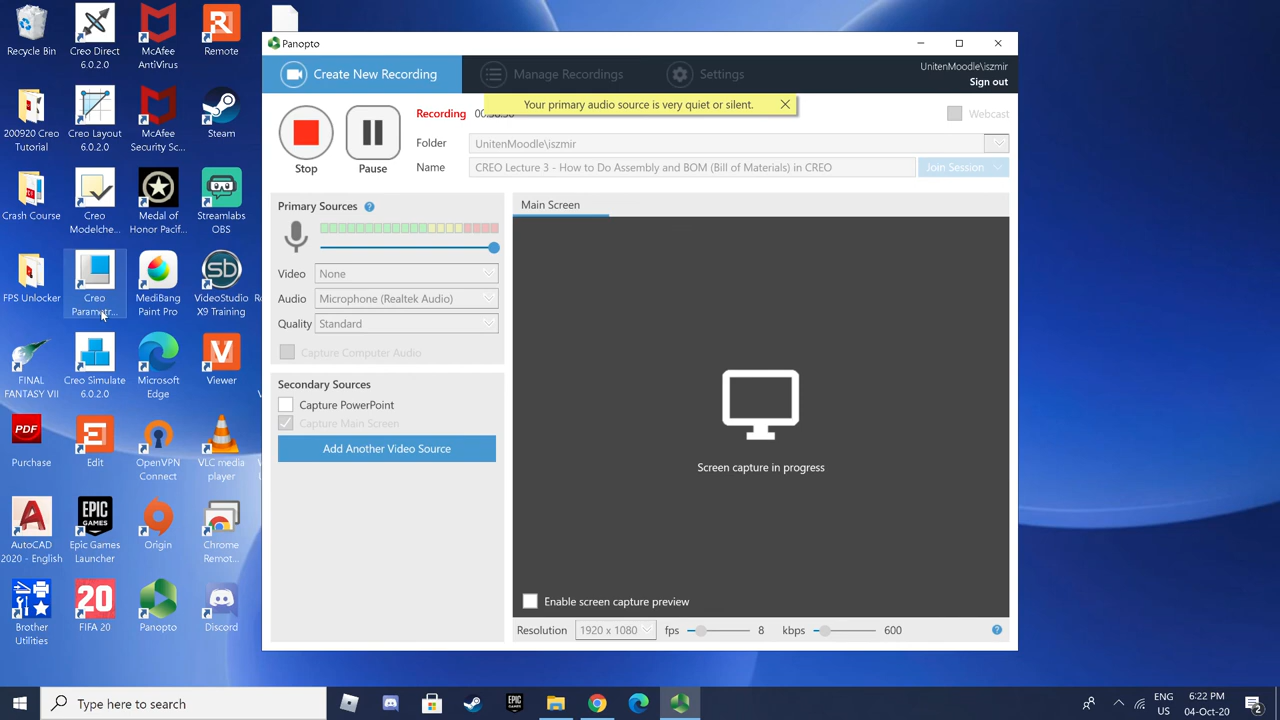 Panopto
Create New Recording
Manage Recordings
Settings
UnitenMoodle\iszmir
Sign out
Your primary audio source is very quiet or silent.
Recording
Webcast
Stop
Pause
Folder
UnitenMoodle\iszmir
Name
CREO Lecture 3 - How to Do Assembly and BOM (Bill of Materials) in CREO
Join Session
Primary Sources
Video
None
Audio
Microphone (Realtek Audio)
Quality
Standard
Capture Computer Audio
Secondary Sources
Capture PowerPoint
Capture Main Screen
Add Another Video Source
Main Screen
Screen capture in progress
Enable screen capture preview
Resolution
1920 x 1080
fps
8
kbps
600
Recycle Bin
Creo Direct
6.0.2.0
McAfee
AntiVirus
Remote
200920 Creo
Tutorial
Creo Layout
6.0.2.0
McAfee
Security Sc...
Steam
Crash Course
Creo
Modelche...
Medal of
Honor Pacif...
Streamlabs
OBS
FPS Unlocker
Creo
Parametr...
MediBang
Paint Pro
VideoStudio
X9 Training
FINAL
FANTASY VII
Creo Simulate
6.0.2.0
Microsoft
Edge
Viewer
PDF
Purchase
Edit
OpenVPN
Connect
VLC media
player
AutoCAD
2020 - English
EPIC
GAMES
Epic Games
Launcher
Origin
Chrome
Remot...
Brother
Utilities
20
FIFA 20
Panopto
Discord
Type here to search
EPIC
GAMES
ENG
US
6:22 PM
04-Oct-20
2